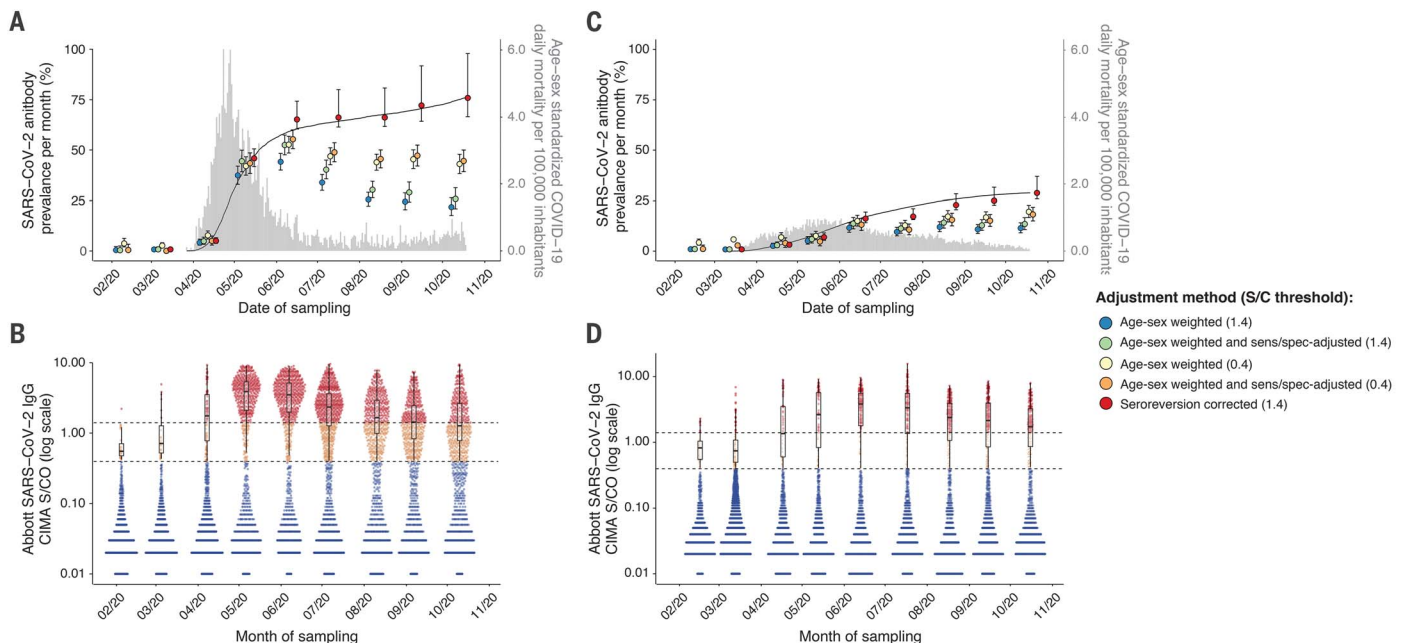 A
100
75
50
25
0
SARS−CoV−2 anitbody
prevalance per month (%)
6.0
4.0
2.0
0.0
Age−sex standardized COVID−19
daily mortality per 100,000 inhabitants
02/20
03/20
04/20
05/20
06/20
07/20
08/20
09/20
10/20
11/20
Date of sampling
C
100
75
50
25
0
SARS−CoV−2 anitbody
prevalance per month (%)
6.0
4.0
2.0
0.0
Age−sex standardized COVID−19
daily mortality per 100,000 inhabitants
02/20
03/20
04/20
05/20
06/20
07/20
08/20
09/20
10/20
11/20
Date of sampling
Adjustment method (S/C threshold):
Age-sex weighted (1.4)
Age-sex weighted and sens/spec-adjusted (1.4)
Age-sex weighted (0.4)
Age-sex weighted and sens/spec-adjusted (0.4)
Seroreversion corrected (1.4)
B
10.00
1.00
0.10
0.01
Abbott SARS−CoV−2 IgG
CIMA S/CO (log scale)
02/20
03/20
04/20
05/20
06/20
07/20
08/20
09/20
10/20
11/20
Month of sampling
D
10.00
1.00
0.10
0.01
Abbott SARS−CoV−2 IgG
CIMA S/CO (log scale)
02/20
03/20
04/20
05/20
06/20
07/20
08/20
09/20
10/20
11/20
Month of sampling